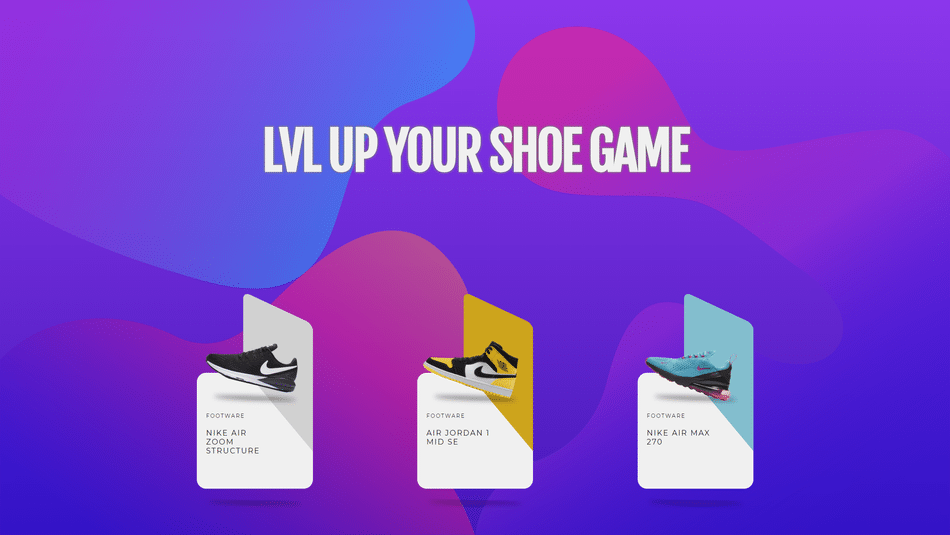 LVL UP YOUR SHOE GAME
FOOTWARE
NIKE AIR
ZOOM
STRUCTURE
FOOTWARE
AIR JORDAN 1
MID SE
FOOTWARE
NIKE AIR MAX
270